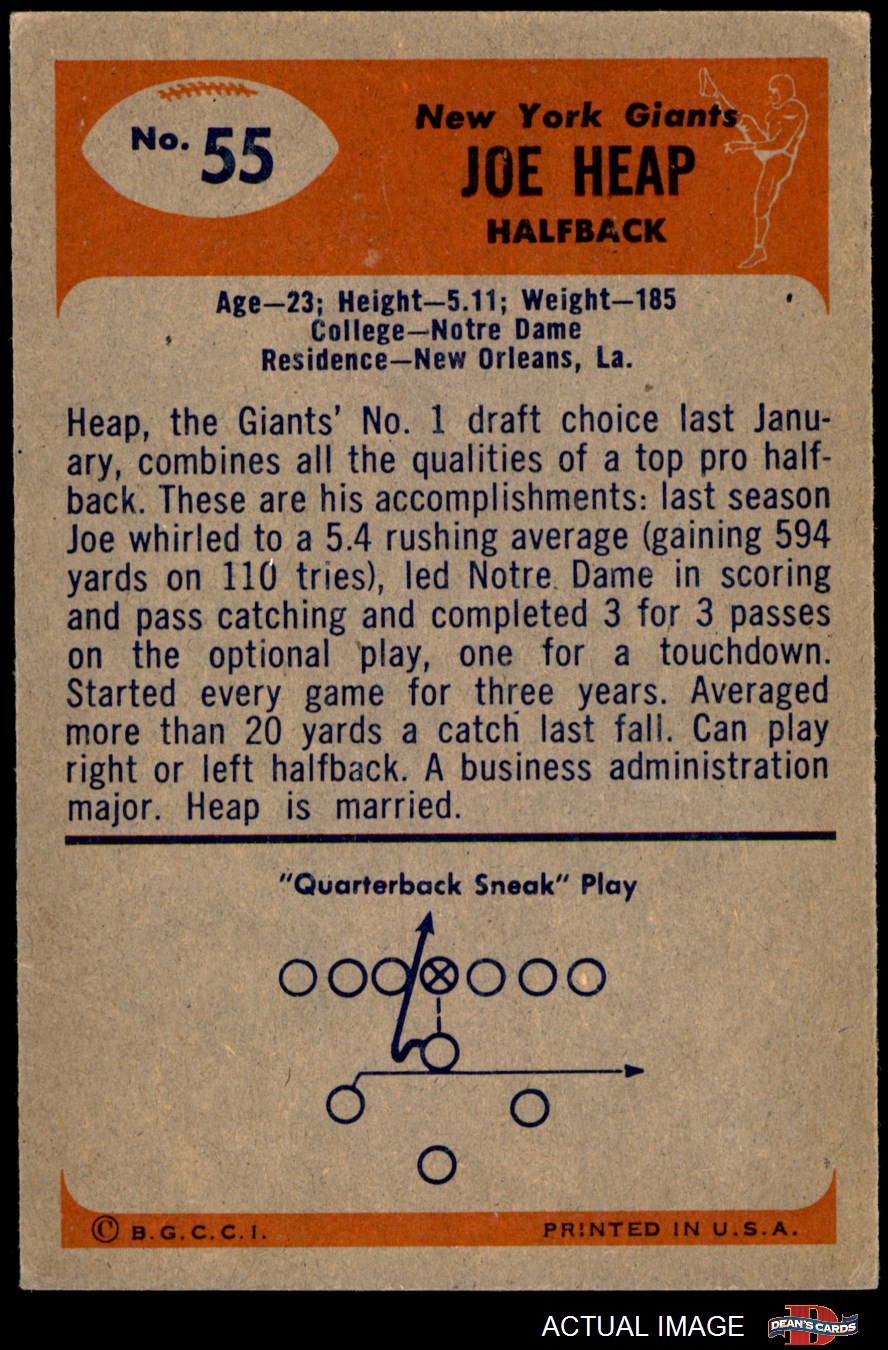 No. 55
New York Giants
JOE HEAP
HALFBACK
Age—23; Height—5.11; Weight—185
College—Notre Dame
Residence—New Orleans, La.
Heap, the Giants' No. 1 draft choice last Janu-
ary, combines all the qualities of a top pro half-
back. These are his accomplishments: last season
Joe whirled to a 5.4 rushing average (gaining 594
yards on 110 tries), led Notre Dame in scoring
and pass catching and completed 3 for 3 passes
on the optional play, one for a touchdown.
Started every game for three years. Averaged
more than 20 yards a catch last fall. Can play
right or left halfback. A business administration
major. Heap is married.
"Quarterback Sneak" Play
© B.G.C.C.I.
PRINTED IN U.S.A.
ACTUAL IMAGE
D
DEAN'S CARDS